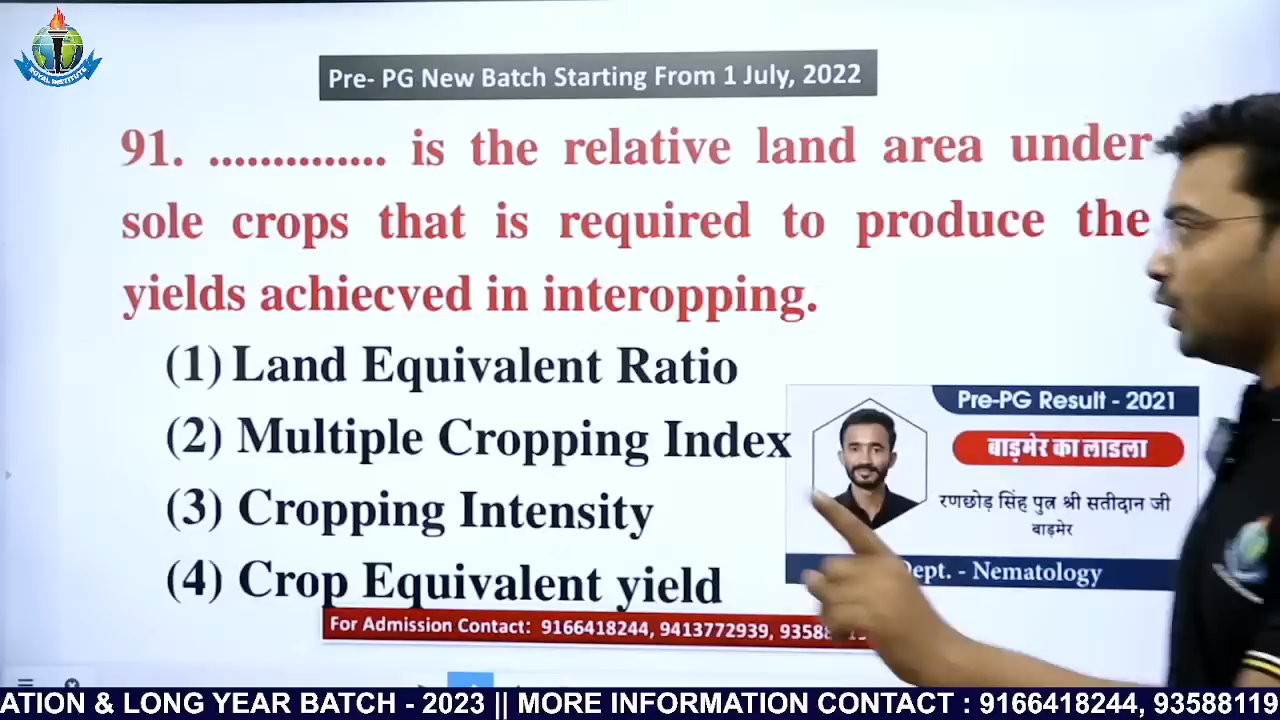 ROYAL INSTITUTE
Pre- PG New Batch Starting From 1 July, 2022
91. .............. is the relative land area under
sole crops that is required to produce the
yields achiecved in interopping.
(1) Land Equivalent Ratio
(2) Multiple Cropping Index
(3) Cropping Intensity
(4) Crop Equivalent yield
Pre-PG Result - 2021
बाड़मेर का लाडला
रणछोड़ सिंह पुत्र श्री सतीदान जी
बाड़मेर
Dept. - Nematology
For Admission Contact: 9166418244, 9413772939,
ATION & LONG YEAR BATCH - 2023 || MORE INFORMATION CONTACT : 9166418244, 93588119